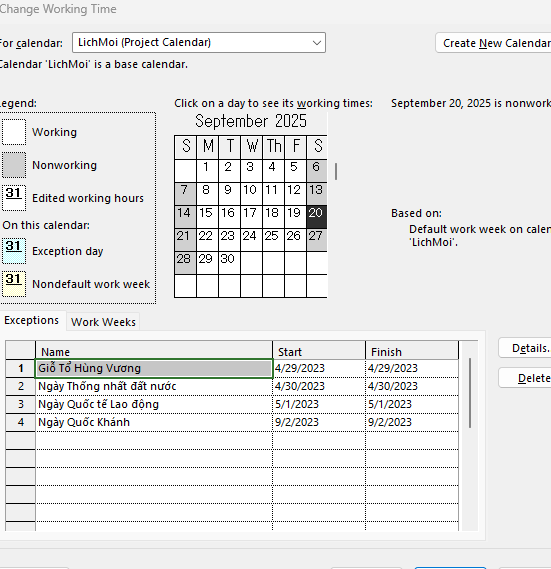 Change Working Time
For calendar: LichMoi (Project Calendar)
Create New Calendar
Calendar 'LichMoi' is a base calendar.
Legend:
Click on a day to see its working times:
September 20, 2025 is nonwork
Working
Nonworking
31 Edited working hours
On this calendar:
31 Exception day
31 Nondefault work week
September 2025
S M T W Th F S
1 2 3 4 5 6
7 8 9 10 11 12 13
14 15 16 17 18 19 20
21 22 23 24 25 26 27
28 29 30
Based on:
Default work week on calen
'LichMoi'.
Exceptions Work Weeks
Name Start Finish
1 Giỗ Tổ Hùng Vương 4/29/2023 4/29/2023
2 Ngày Thống nhất đất nước 4/30/2023 4/30/2023
3 Ngày Quốc tế Lao động 5/1/2023 5/1/2023
4 Ngày Quốc Khánh 9/2/2023 9/2/2023
Details.
Delete